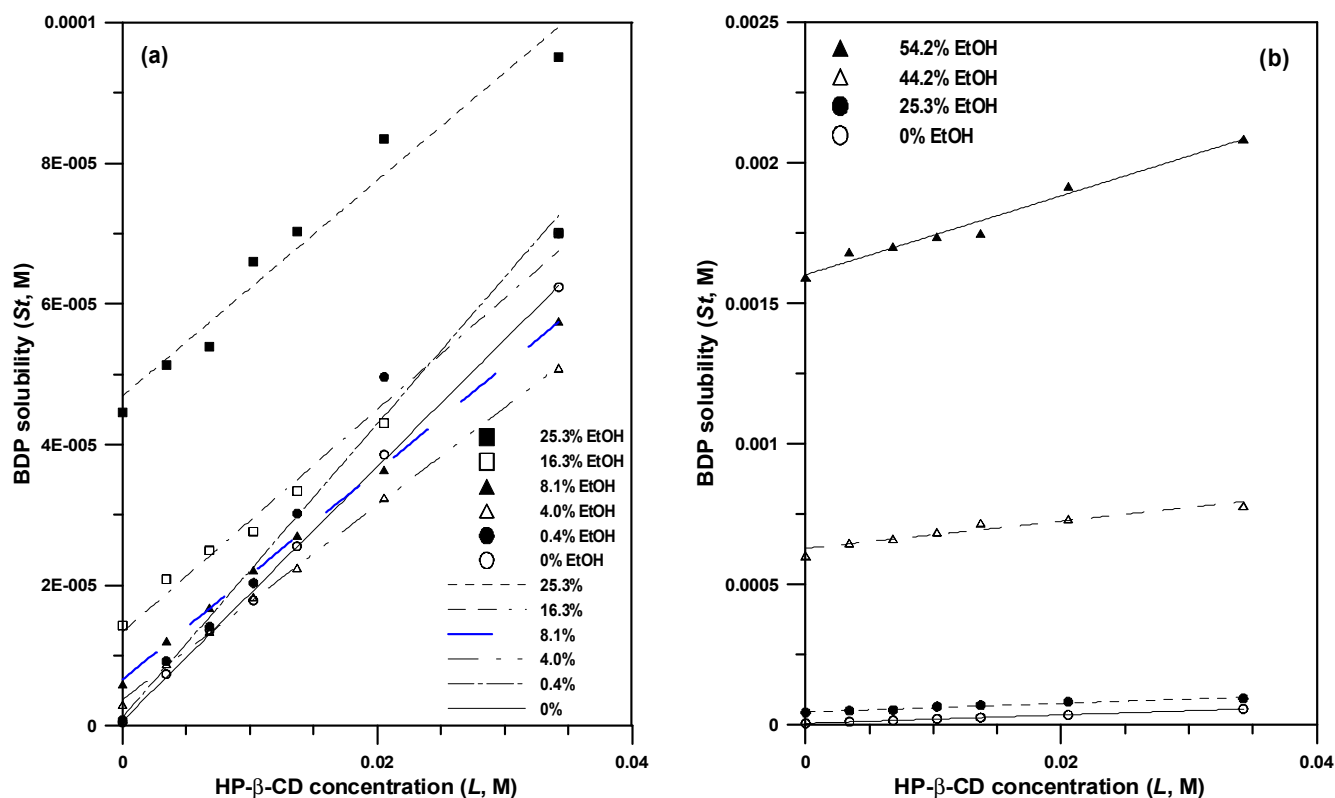 (a)
0.0001
8E-005
6E-005
4E-005
2E-005
0
BDP solubility (St, M)
25.3% EtOH
16.3% EtOH
8.1% EtOH
4.0% EtOH
0.4% EtOH
0% EtOH
25.3%
16.3%
8.1%
4.0%
0.4%
0%
0 0.02 0.04
HP-β-CD concentration (L, M)
(b)
0.0025
0.002
0.0015
0.001
0.0005
0
BDP solubility (St, M)
54.2% EtOH
44.2% EtOH
25.3% EtOH
0% EtOH
0 0.02 0.04
HP-β-CD concentration (L, M)